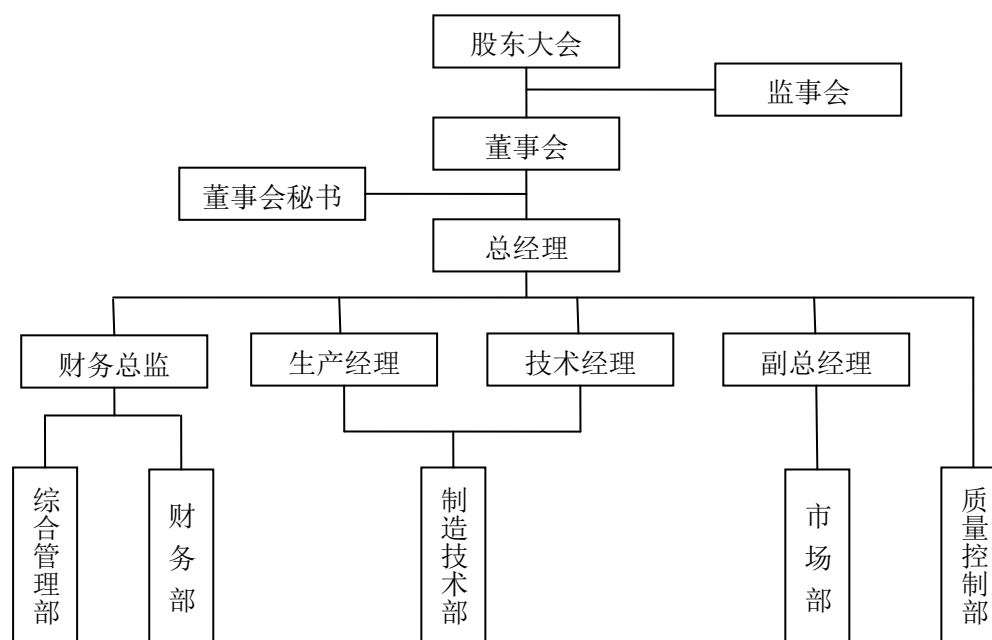 股东大会
监事会
董事会
董事会秘书
总经理
财务总监
生产经理
技术经理
副总经理
综合管理部
财务部
制造技术部
市场部
质量控制部